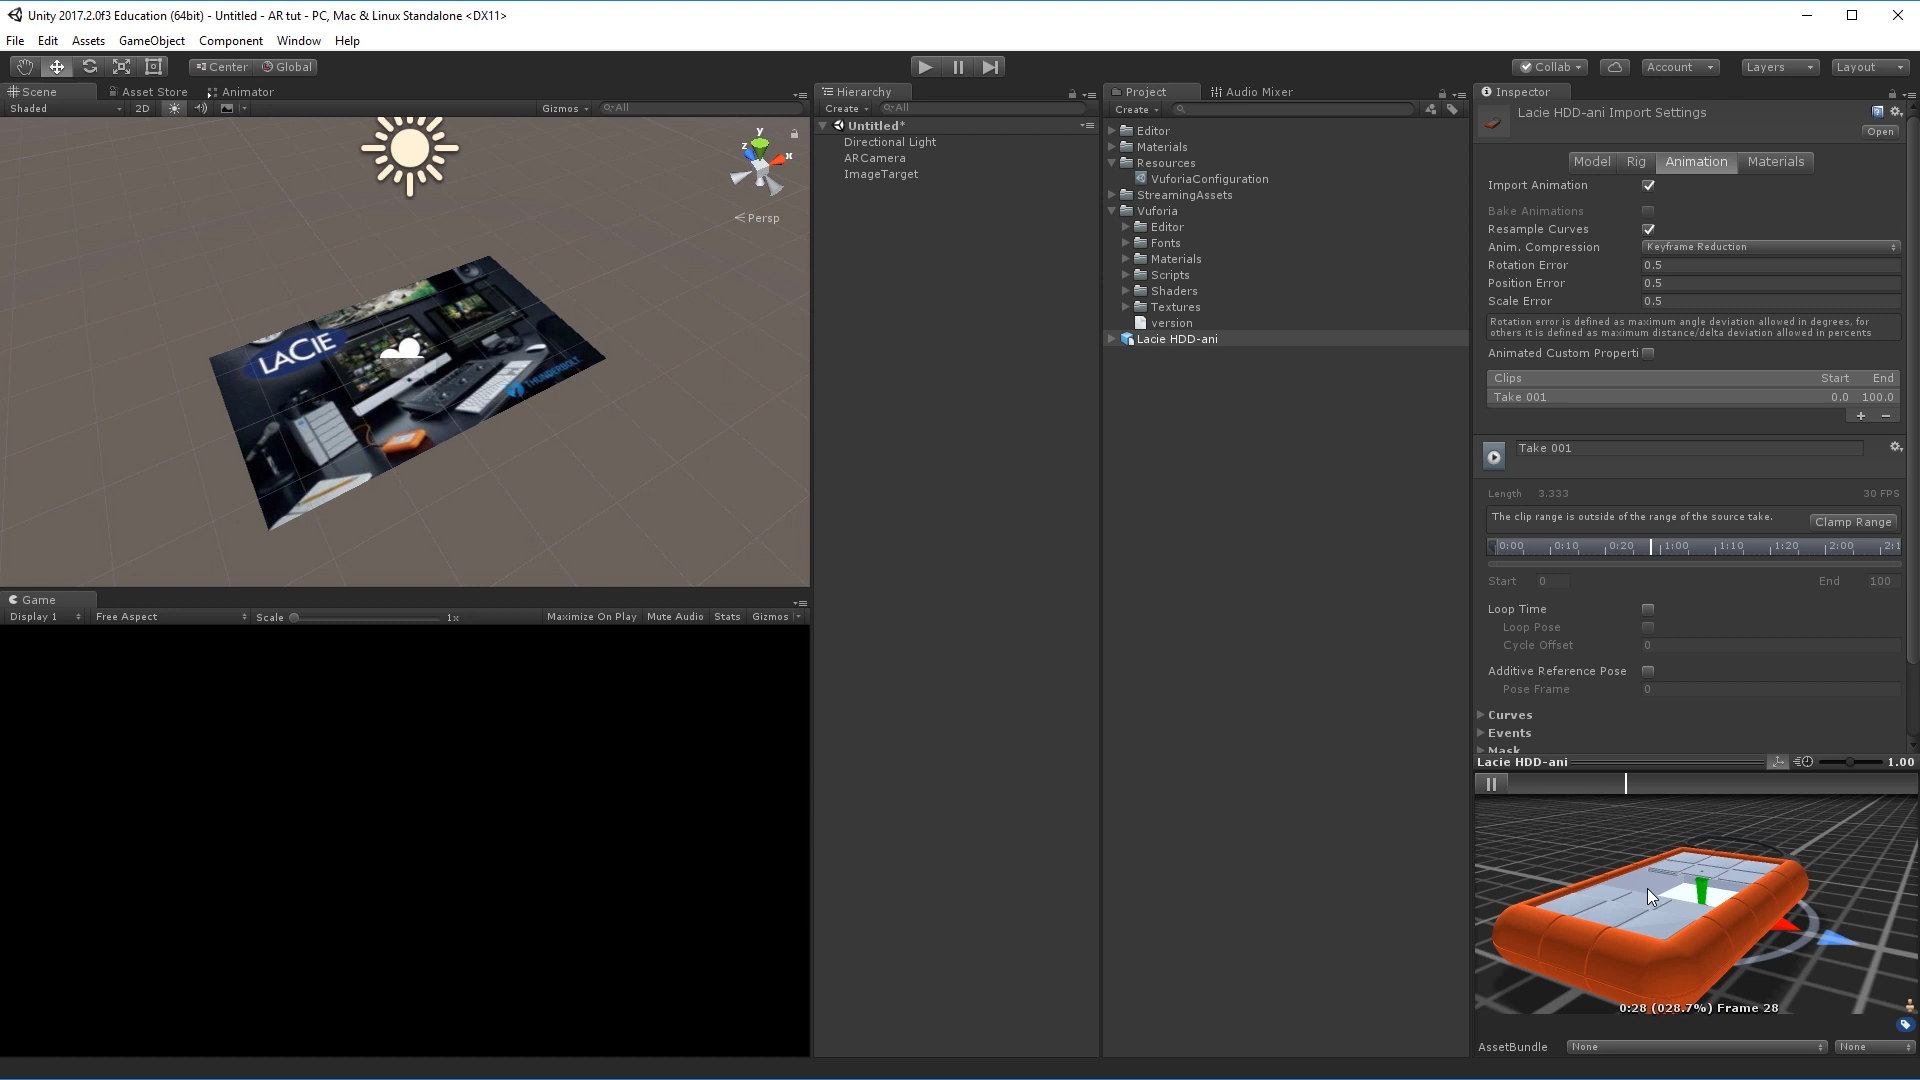 Unity 2017.2.0f3 Education (64bit) - Untitled - AR tut - PC, Mac & Linux Standalone <DX11>
File Edit Assets GameObject Component Window Help
Center Global
Collab Account Layers Layout
Scene Asset Store Animator
Shaded 2D Gizmos All
y
z x
Persp
LACIE
THUNDERBOLT
Game
Display 1 Free Aspect Scale 1x Maximize On Play Mute Audio Stats Gizmos
Hierarchy
Create All
Untitled*
Directional Light
ARCamera
ImageTarget
Project Audio Mixer
Create
Editor
Materials
Resources
VuforiaConfiguration
StreamingAssets
Vuforia
Editor
Fonts
Materials
Scripts
Shaders
Textures
version
Lacie HDD-ani
Inspector
Lacie HDD-ani Import Settings
Open
Model Rig Animation Materials
Import Animation
Bake Animations
Resample Curves
Anim. Compression Keyframe Reduction
Rotation Error 0.5
Position Error 0.5
Scale Error 0.5
Rotation error is defined as maximum angle deviation allowed in degrees, for
others it is defined as maximum distance/delta deviation allowed in percents
Animated Custom Properti
Clips Start End
Take 001 0.0 100.0
+ −
Take 001
Length 3.333 30 FPS
The clip range is outside of the range of the source take. Clamp Range
0:00 0:10 0:20 1:00 1:10 1:20 2:00 2:1
Start 0 End 100
Loop Time
Loop Pose
Cycle Offset 0
Additive Reference Pose
Pose Frame 0
Curves
Events
Mask
Lacie HDD-ani 1.00
0:28 (028.7%) Frame 28
AssetBundle None None